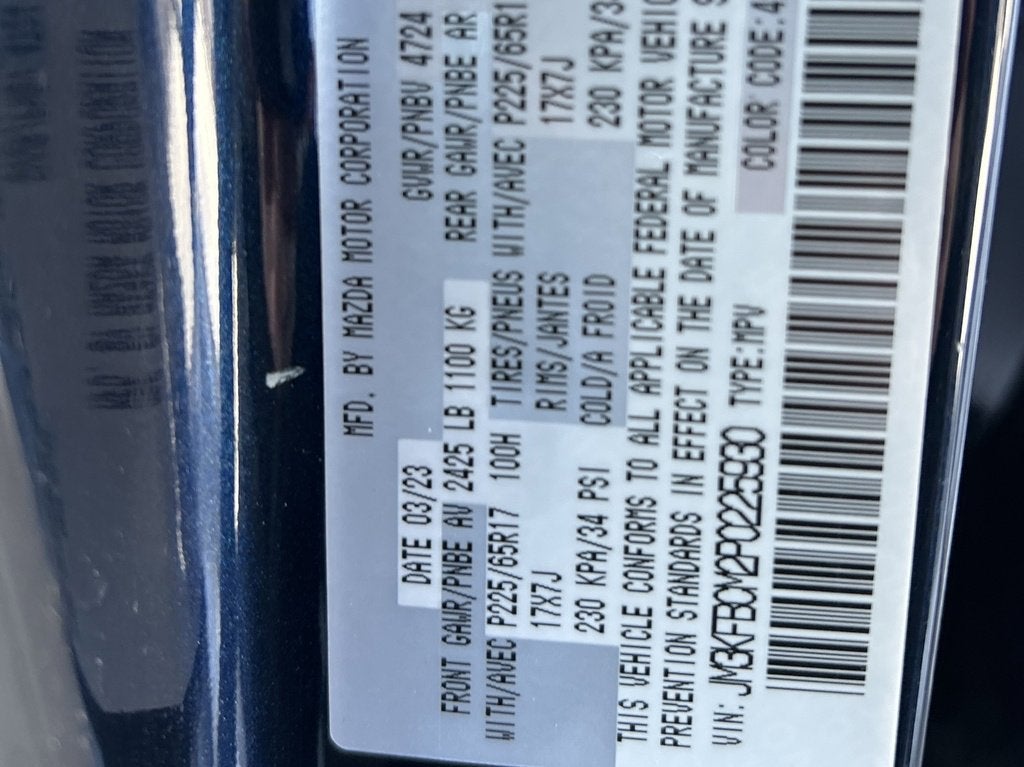 MFD. BY MAZDA MOTOR CORPORATION
DATE 03/23 GVWR/PNBV 4724
FRONT GAWR/PNBE AV 2425 LB 1100 KG REAR GAWR/PNBE AR
WITH/AVEC P225/65R17 100H TIRES/PNEUS WITH/AVEC P225/65R1
17X7J R MS/JANTES 17X7J
230 KPA/34 PSI COLD/A FROID 230 KPA/3
THIS VEHICLE CONFORMS TO ALL APPLICABLE FEDERAL MOTOR VEHIC
PREVENTION STANDARDS IN EFFECT ON THE DATE OF MANUFACTURE S
VIN: JM3KFBCM2P0225930 TYPE:MPV COLOR CODE:4